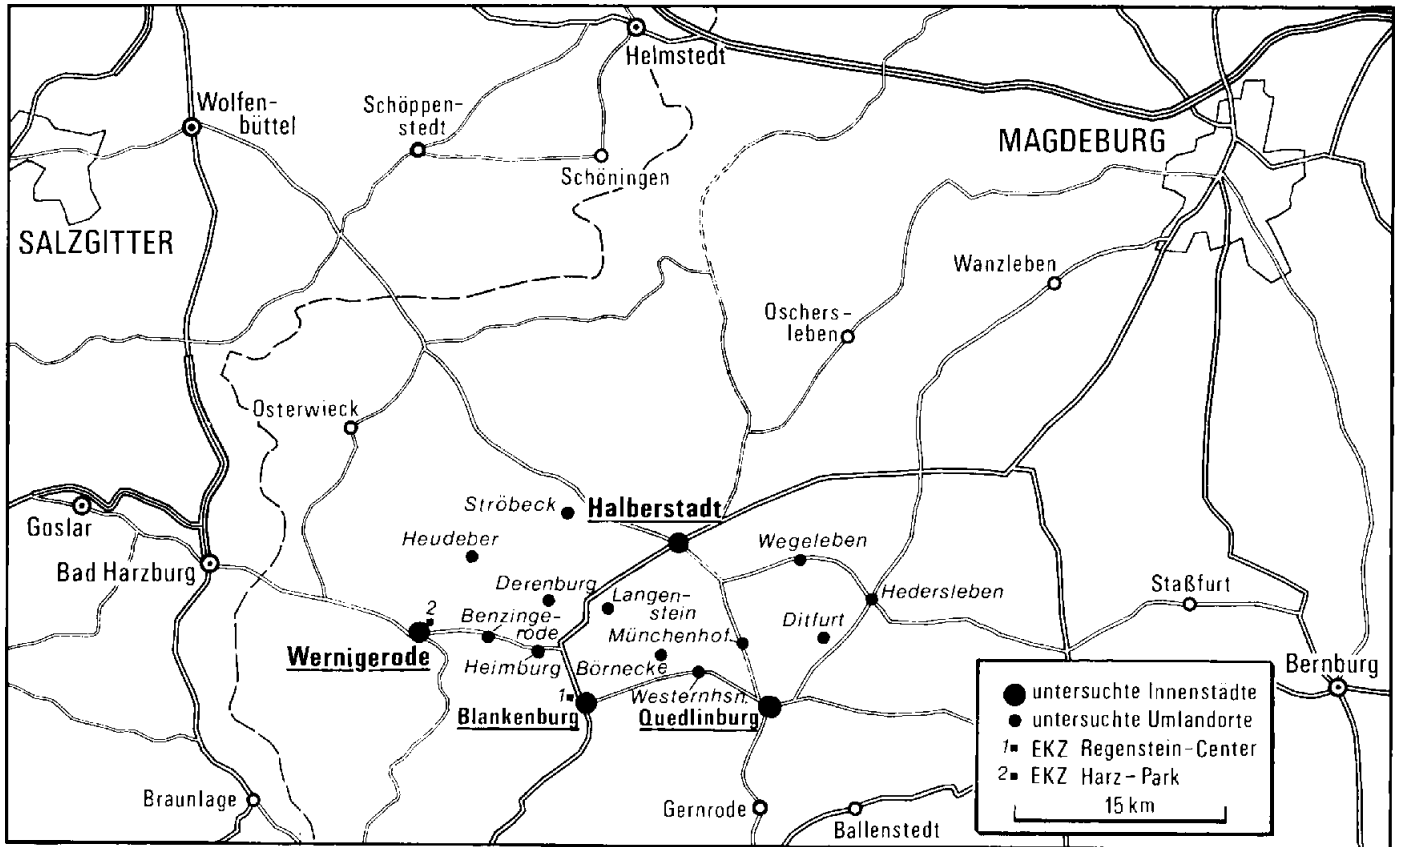 Helmstedt
Wolfen-
büttel
Schöppen-
stedt
MAGDEBURG
Schöningen
SALZGITTER
Wanzleben
Oschers-
leben
Osterwieck
Ströbeck
Halberstadt
Goslar
Heudeber
Wegeleben
Bad Harzburg
Derenburg
Langen-
stein
Hedersleben
Staßfurt
2
Benzinge-
rode
Münchenhof
Ditfurt
Wernigerode
Heimburg
Börnecke
Bernburg
1
Westernhsn.
Blankenburg
Quedlinburg
untersuchte Innenstädte
untersuchte Umlandorte
1 EKZ Regenstein-Center
2 EKZ Harz-Park
15 km
Braunlage
Gernrode
Ballenstedt